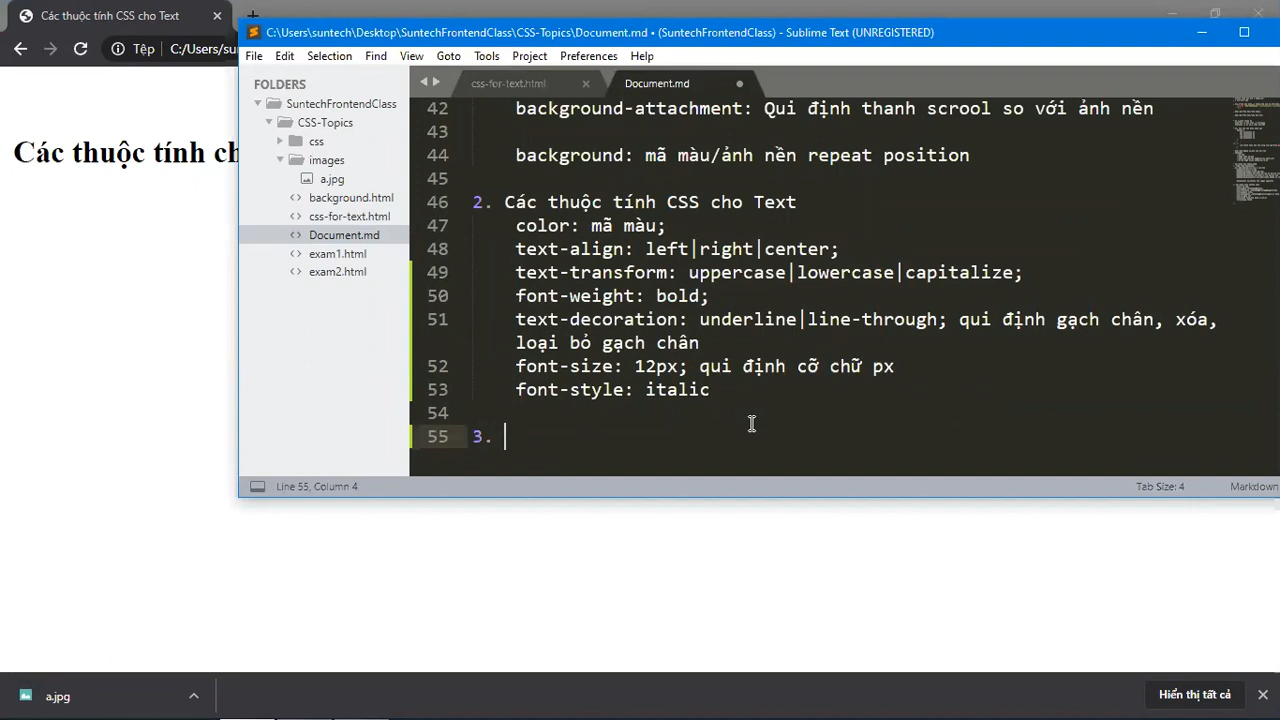 Các thuộc tính CSS cho Text
Tệp
C:/Users/su
C:\Users\suntech\Desktop\SuntechFrontendClass\CSS-Topics\Document.md • (SuntechFrontendClass) - Sublime Text (UNREGISTERED)
File Edit Selection Find View Goto Tools Project Preferences Help
FOLDERS
SuntechFrontendClass
CSS-Topics
css
images
a.jpg
background.html
css-for-text.html
Document.md
exam1.html
exam2.html
css-for-text.html
Document.md
42 background-attachment: Qui định thanh scrool so với ảnh nền
43
44 background: mã màu/ảnh nền repeat position
45
46 2. Các thuộc tính CSS cho Text
47 color: mã màu;
48 text-align: left|right|center;
49 text-transform: uppercase|lowercase|capitalize;
50 font-weight: bold;
51 text-decoration: underline|line-through; qui định gạch chân, xóa,
loại bỏ gạch chân
52 font-size: 12px; qui định cỡ chữ px
53 font-style: italic
54
55 3.
Line 55, Column 4
Tab Size: 4
Markdown
Các thuộc tính ch
a.jpg
Hiển thị tất cả